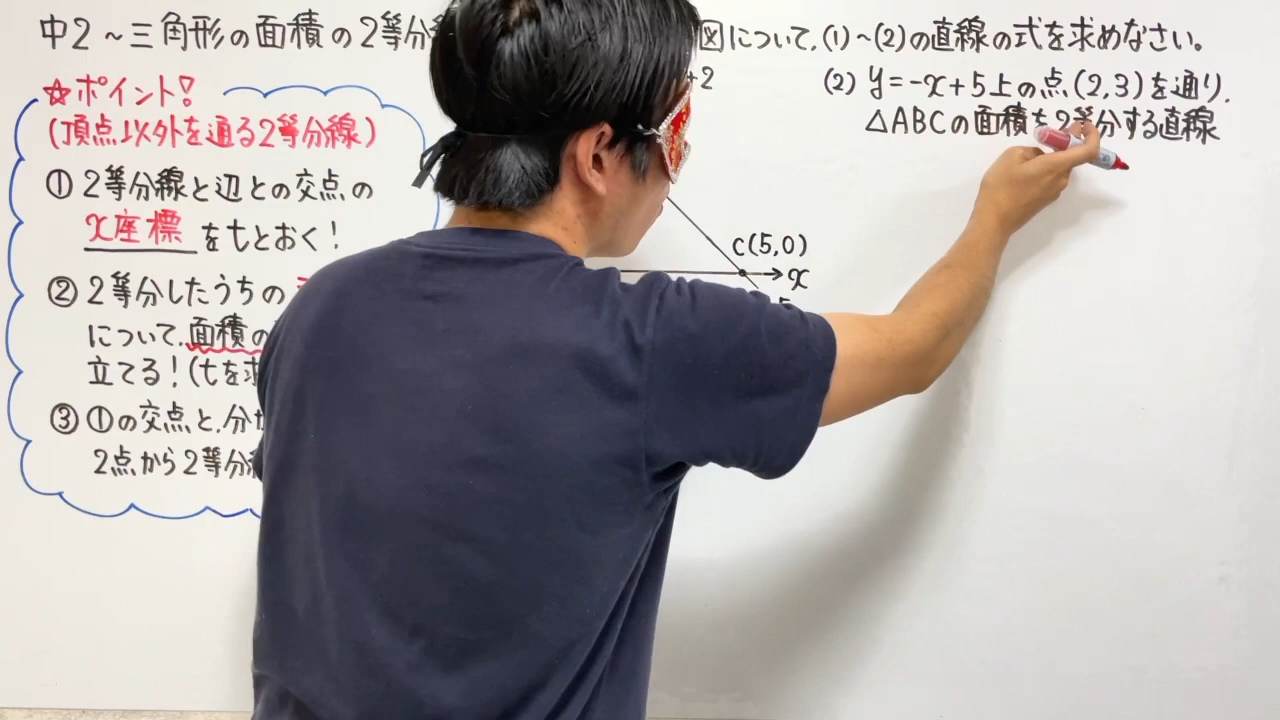 中2～三角形の面積の2等分
☆ポイント!
(頂点以外を通る2等分線)
①2等分線と辺との交点の
x座標をtとおく!
②2等分したうちの
について、面積の
立てる!(tを求
③①の交点と、分か
2点から2等分線
図について、(1)～(2)の直線の式を求めなさい。
+2
(2) y=-x+5上の点(2,3)を通り、
△ABCの面積を2等分する直線
C(5,0)
x